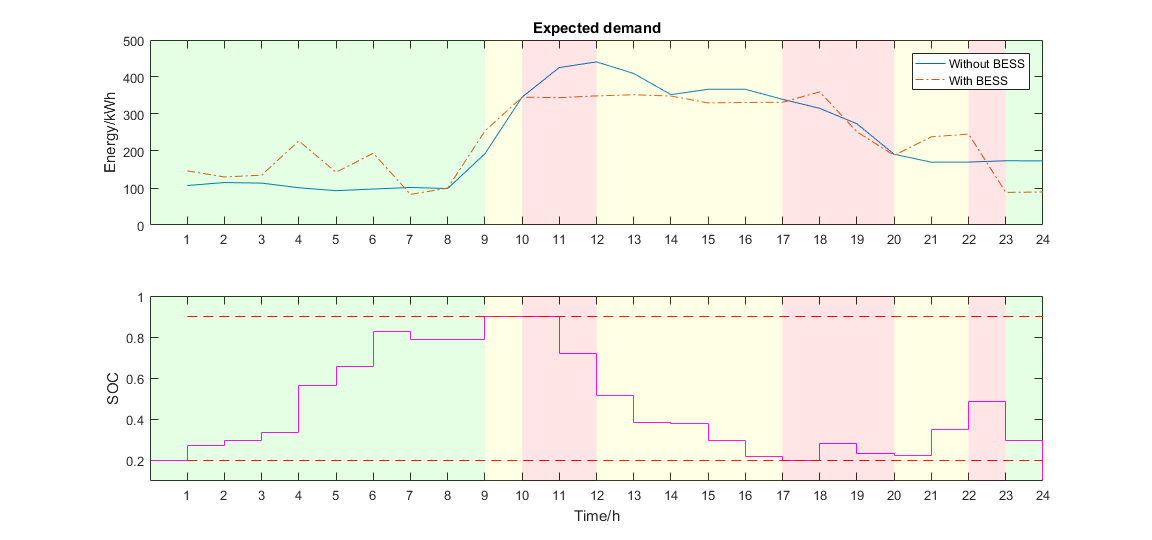 Expected demand
500
400
300
200
100
0
Energy/kWh
Without BESS
With BESS
1 2 3 4 5 6 7 8 9 10 11 12 13 14 15 16 17 18 19 20 21 22 23 24
1
0.8
0.6
0.4
0.2
SOC
1 2 3 4 5 6 7 8 9 10 11 12 13 14 15 16 17 18 19 20 21 22 23 24
Time/h